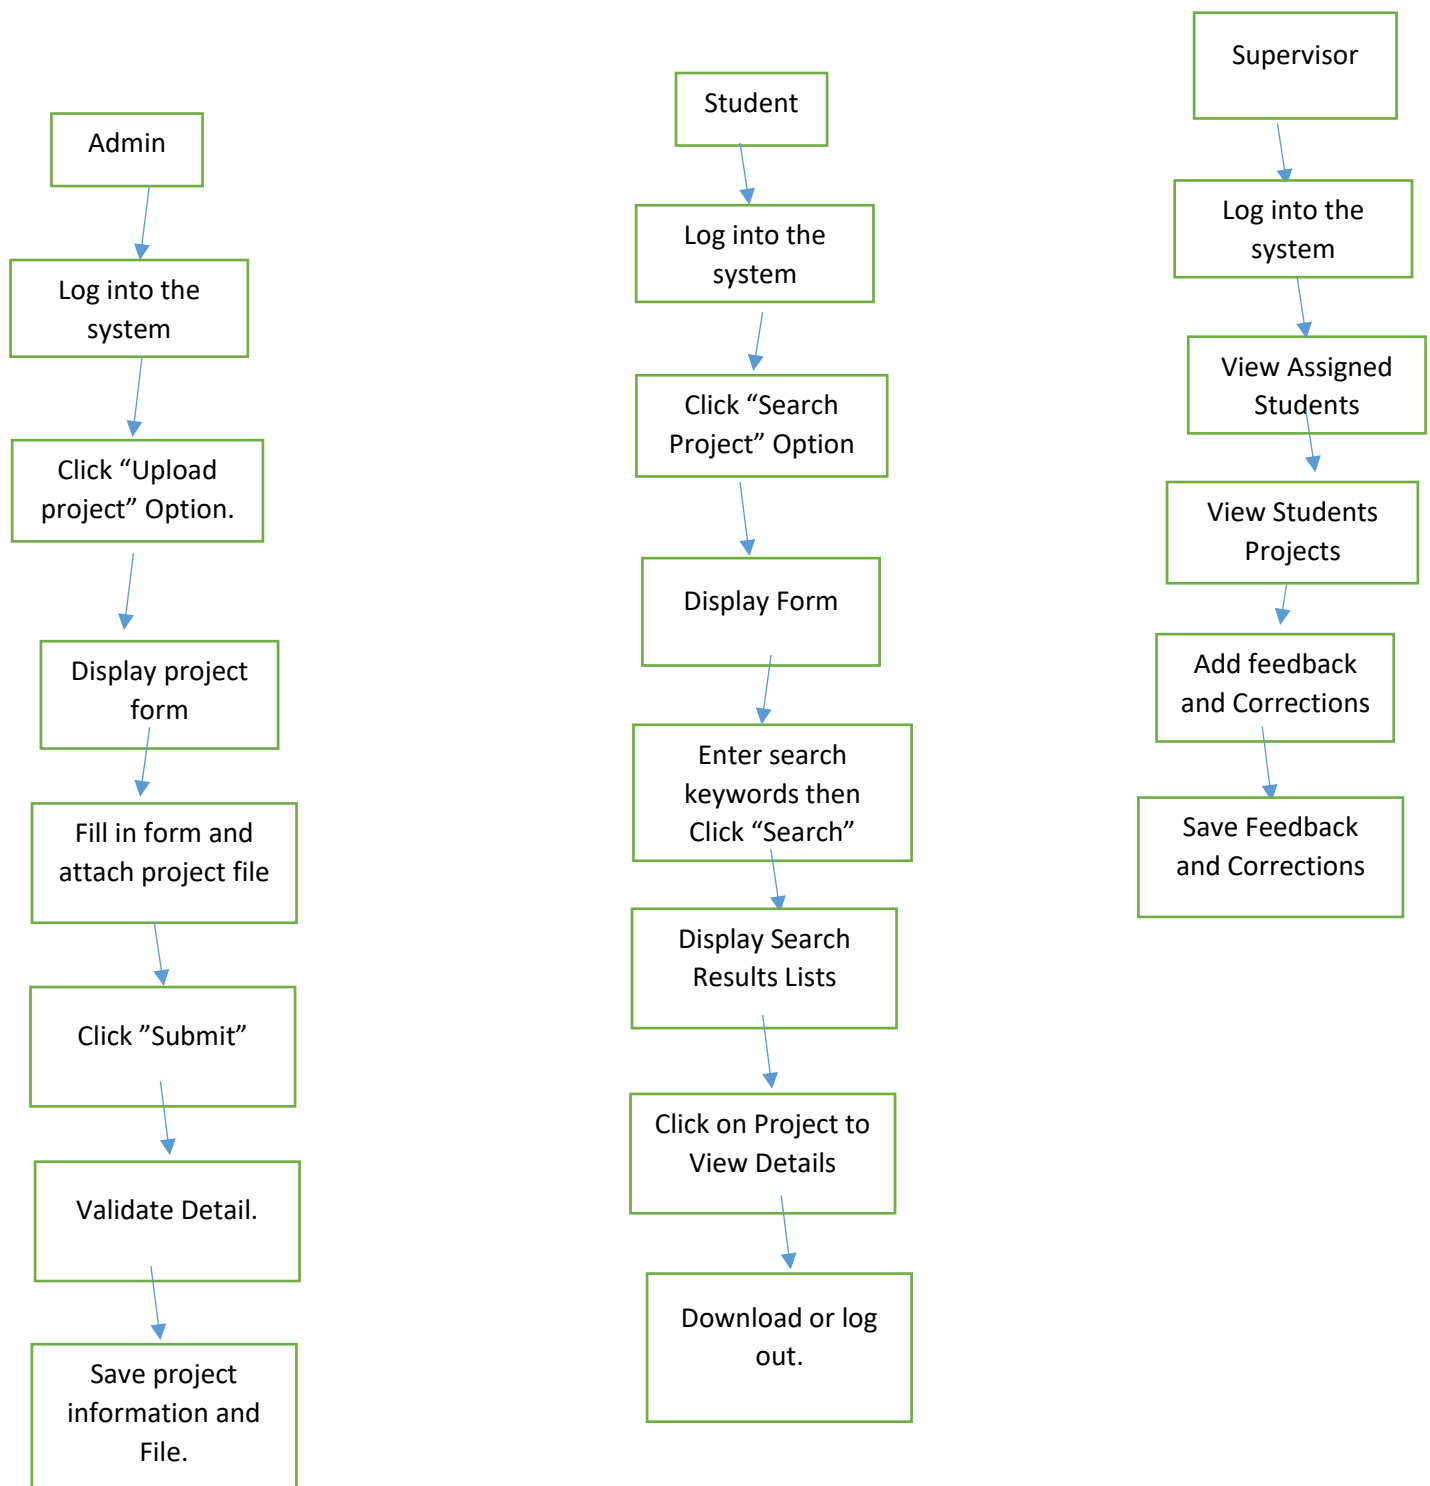 Admin
Log into the
system
Click “Upload
project” Option.
Display project
form
Fill in form and
attach project file
Click ”Submit”
Validate Detail.
Save project
information and
File.
Student
Log into the
system
Click “Search
Project” Option
Display Form
Enter search
keywords then
Click “Search”
Display Search
Results Lists
Click on Project to
View Details
Download or log
out.
Supervisor
Log into the
system
View Assigned
Students
View Students
Projects
Add feedback
and Corrections
Save Feedback
and Corrections